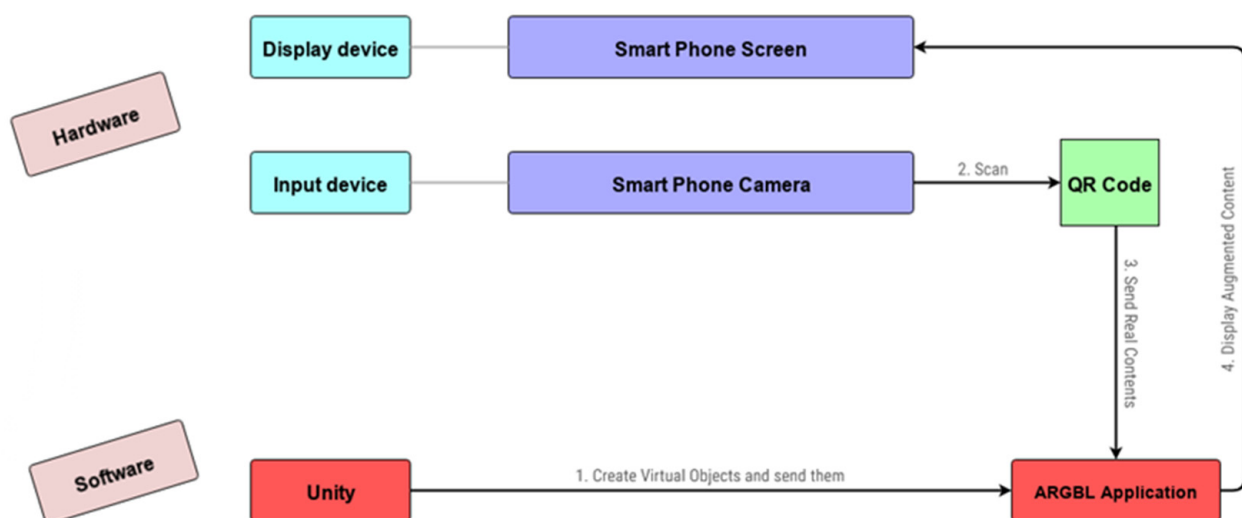 Display device
Smart Phone Screen
Hardware
Input device
Smart Phone Camera
2. Scan
QR Code
3. Send Real Contents
4. Display Augmented Content
Software
Unity
1. Create Virtual Objects and send them
ARGBL Application